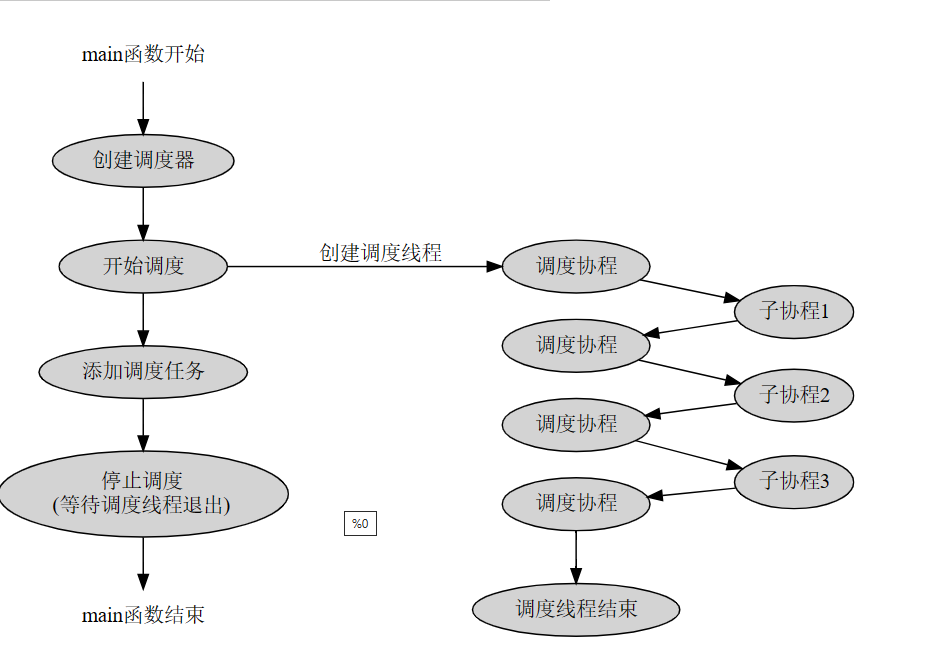 main函数开始
创建调度器
开始调度
创建调度线程
调度协程
子协程1
调度协程
添加调度任务
子协程2
调度协程
停止调度
(等待调度线程退出)
子协程3
调度协程
%0
main函数结束
调度线程结束